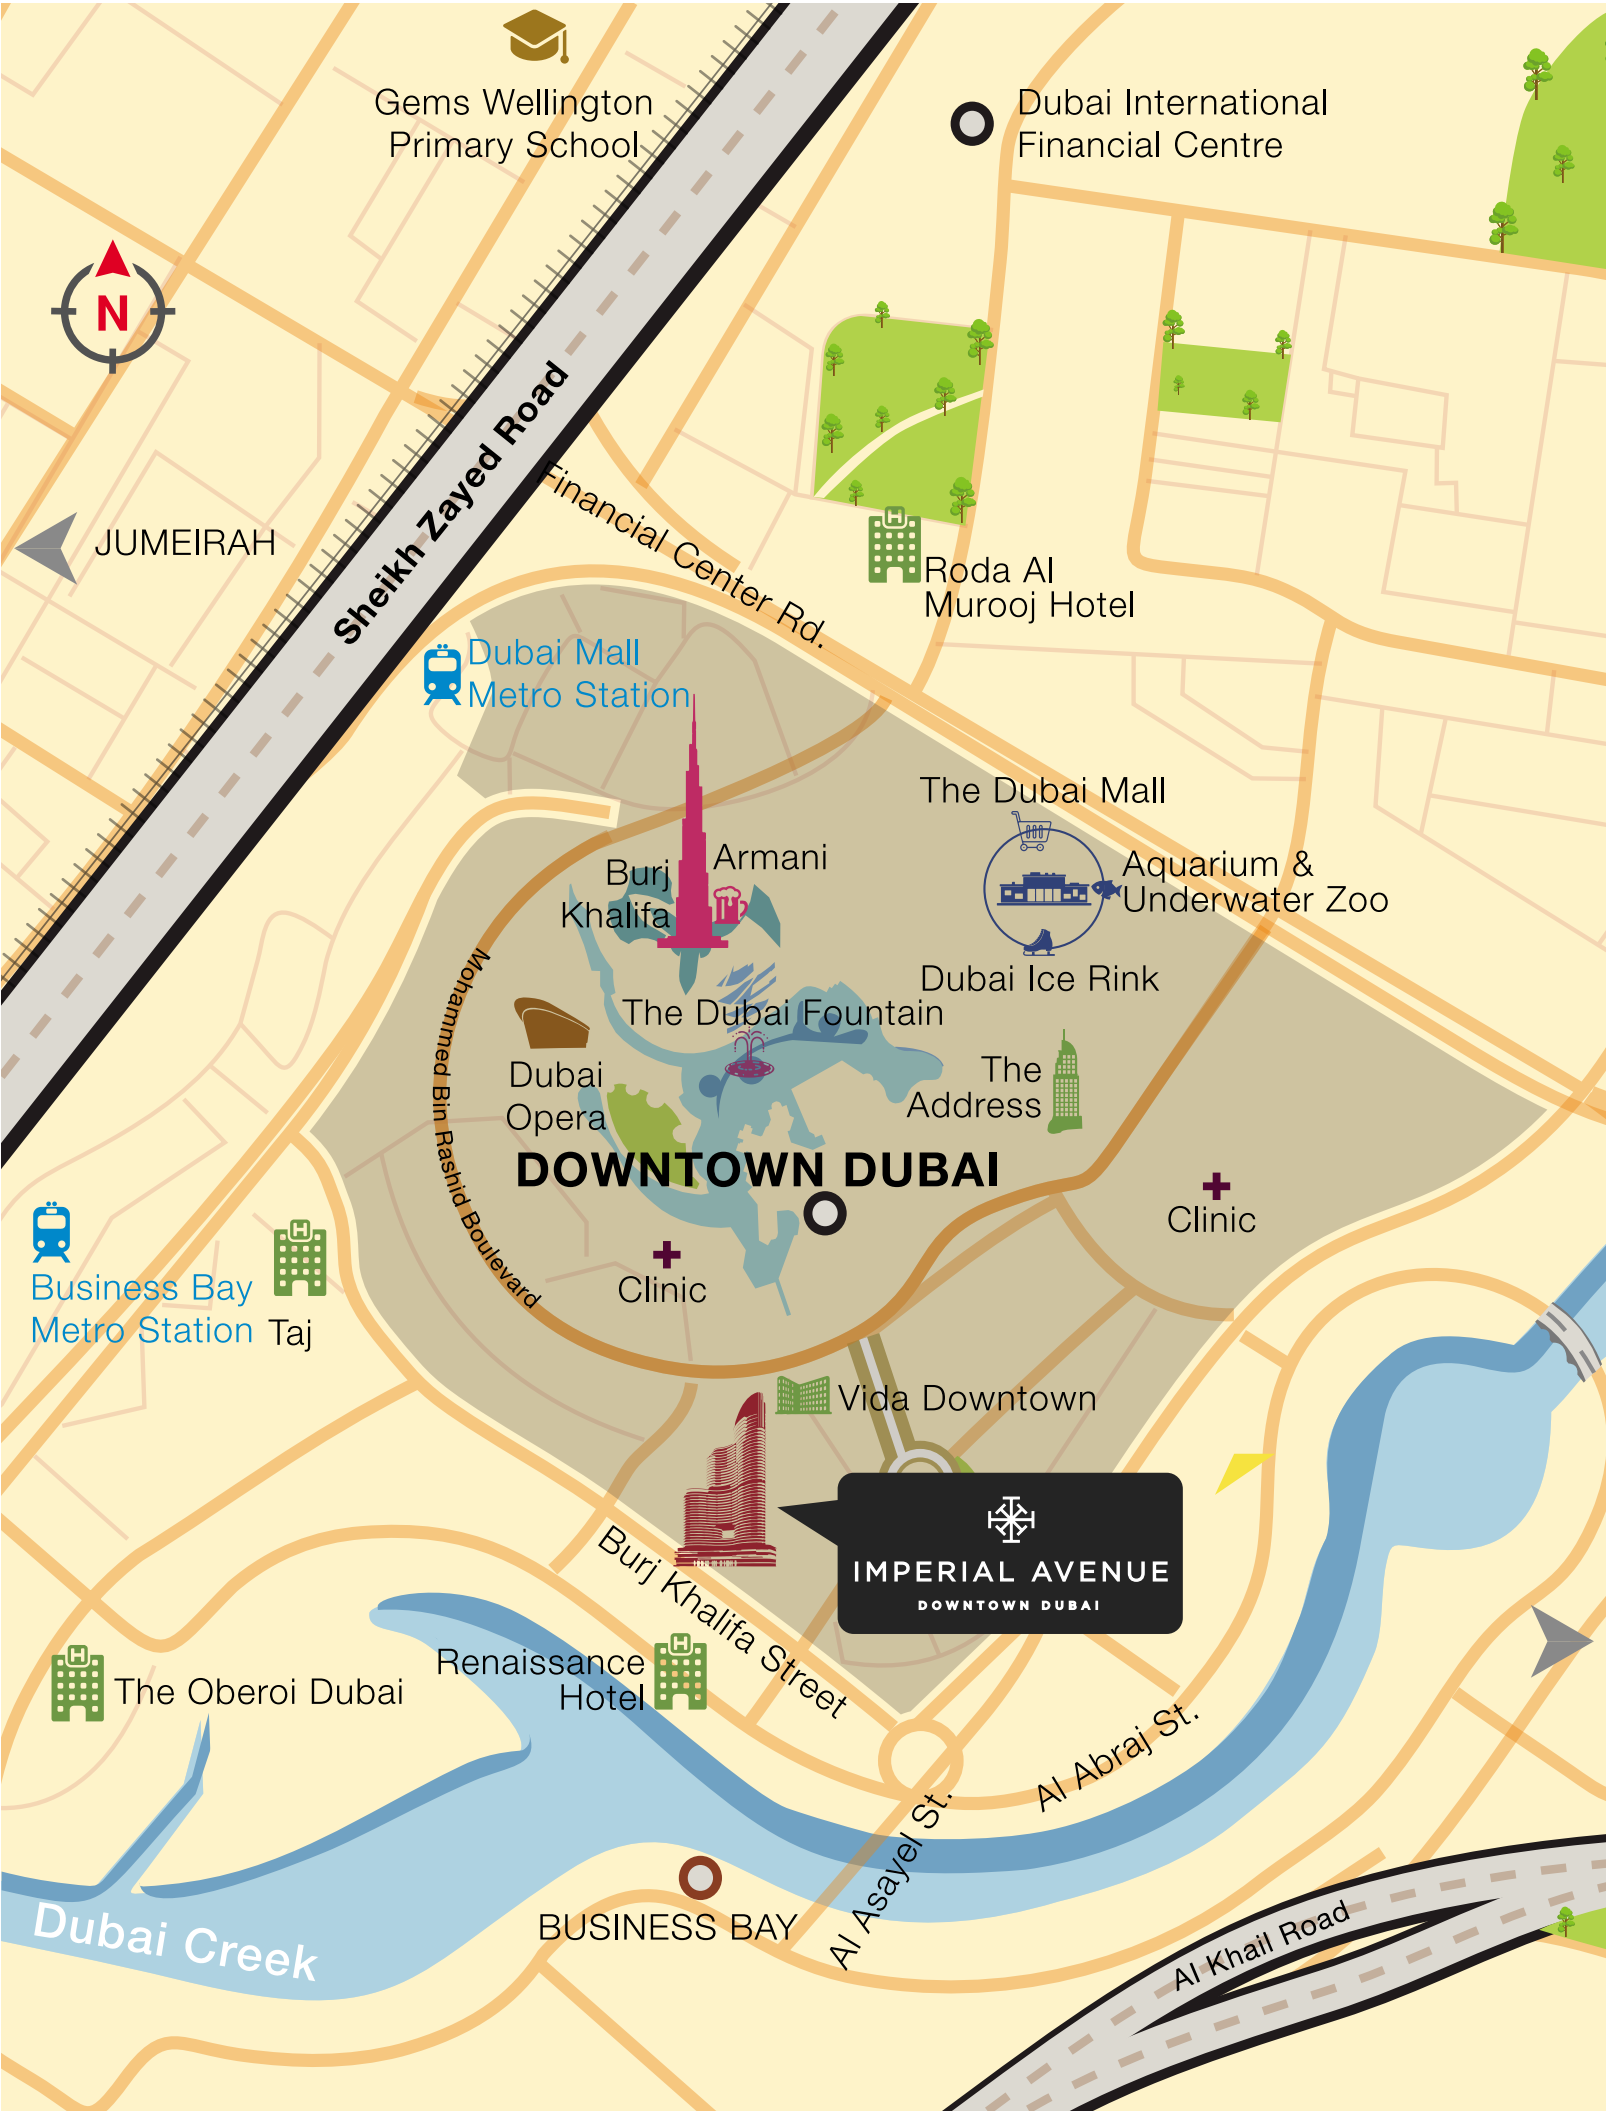 Gems Wellington
Primary School
Dubai International
Financial Centre
N
Sheikh Zayed Road
Financial Center Rd.
JUMEIRAH
H
Roda Al
Murooj Hotel
Dubai Mall
Metro Station
The Dubai Mall
Burj
Khalifa
Armani
Aquarium &
Underwater Zoo
Dubai Ice Rink
Mohammed Bin Rashid Boulevard
The Dubai Fountain
Dubai
Opera
The
Address
DOWNTOWN DUBAI
Clinic
Clinic
Business Bay
Metro Station
H
Taj
Vida Downtown
IMPERIAL AVENUE
DOWNTOWN DUBAI
Burj Khalifa Street
H
The Oberoi Dubai
Renaissance
Hotel
H
Al Abraj St.
Al Asayel St.
BUSINESS BAY
Dubai Creek
Al Khail Road